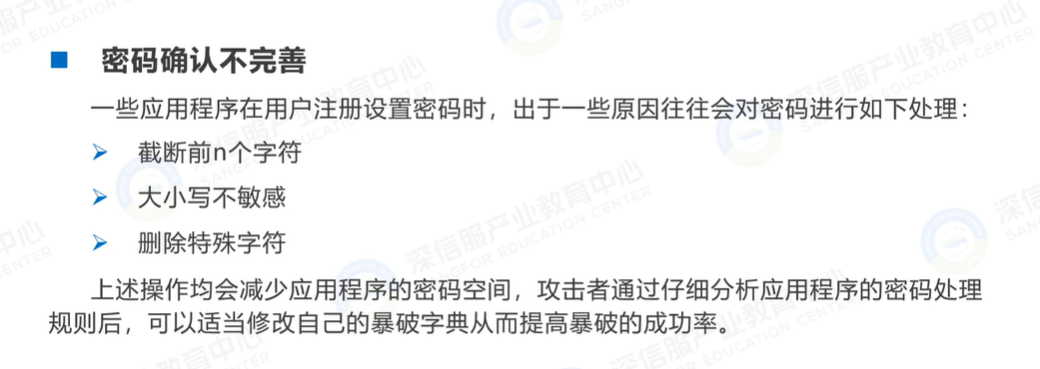 密码确认不完善
一些应用程序在用户注册设置密码时，出于一些原因往往会对密码进行如下处理：
截断前n个字符
大小写不敏感
删除特殊字符
上述操作均会减少应用程序的密码空间，攻击者通过仔细分析应用程序的密码处理
规则后，可以适当修改自己的暴破字典从而提高暴破的成功率。
深信服产业教育中心
SANGFOR EDUCATION CENTER